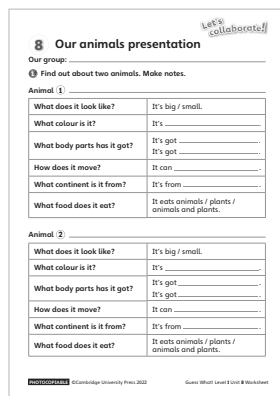 Let's
collaborate!
8 Our animals presentation
Our group:
1 Find out about two animals. Make notes.
Animal 1
What does it look like? It's big / small.
What colour is it? It's
What body parts has it got? It's got .
It's got .
How does it move? It can .
What continent is it from? It's from .
What food does it eat? It eats animals / plants /
animals and plants.
Animal 2
What does it look like? It's big / small.
What colour is it? It's .
What body parts has it got? It's got .
It's got .
How does it move? It can .
What continent is it from? It's from .
What food does it eat? It eats animals / plants /
animals and plants.
PHOTOCOPIABLE ©Cambridge University Press 2022 Guess What! Level 3 Unit 8 Worksheet